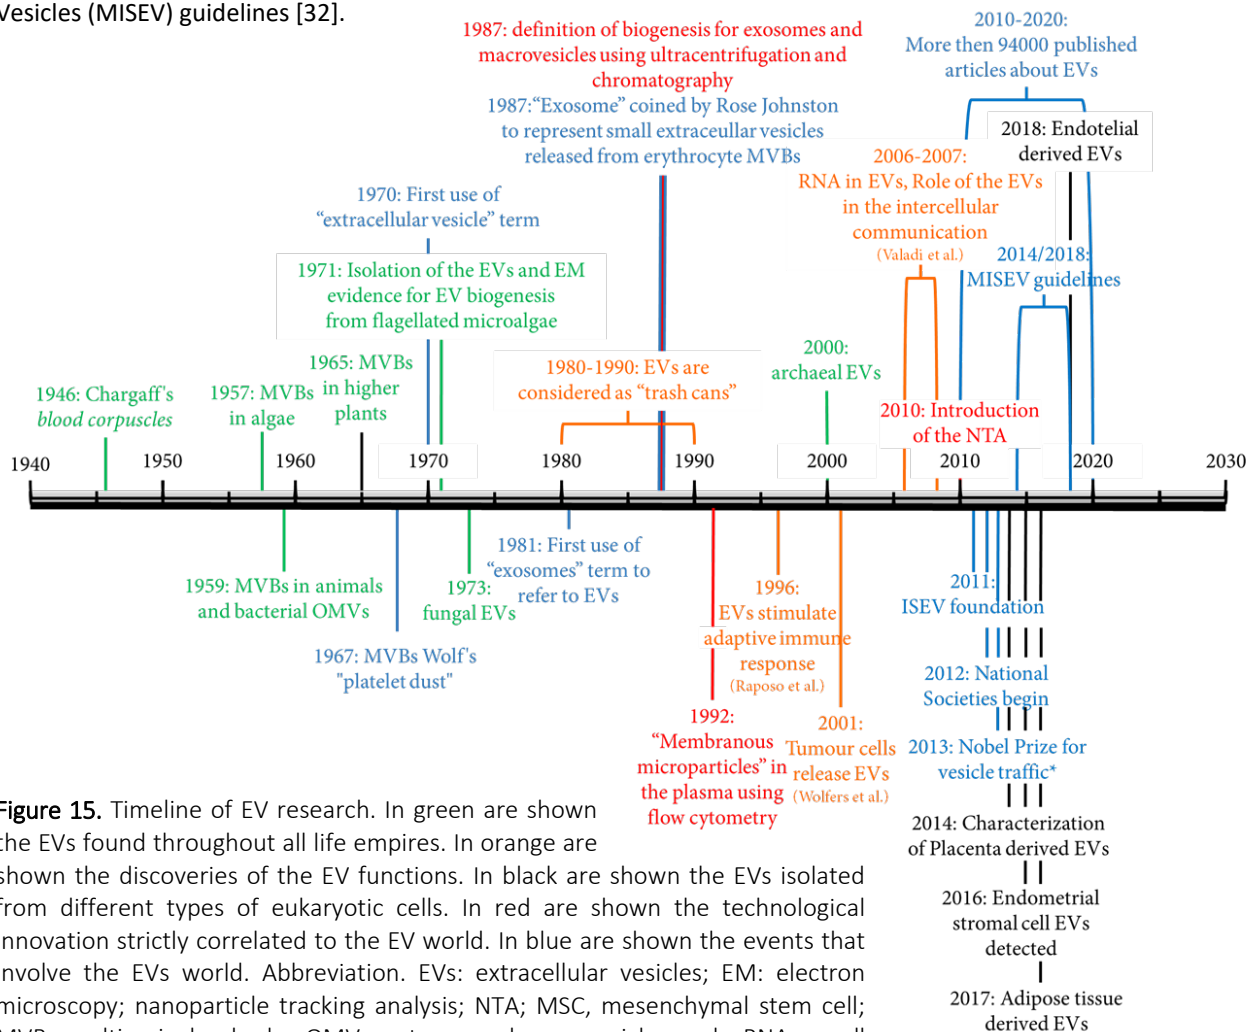 Vesicles (MISEV) guidelines [32].
1987: definition of biogenesis for exosomes and
macrovesicles using ultracentrifugation and
chromatography
1987:“Exosome” coined by Rose Johnston
to represent small extraceullar vesicles
released from erythrocyte MVBs
2010-2020:
More then 94000 published
articles about EVs
2018: Endotelial
derived EVs
2006-2007:
RNA in EVs, Role of the EVs
in the intercellular
communication
(Valadi et al.)
2014/2018:
MISEV guidelines
1970: First use of
“extracellular vesicle” term
1971: Isolation of the EVs and EM
evidence for EV biogenesis
from flagellated microalgae
1965: MVBs
in higher
plants
1946: Chargaff's
blood corpuscles
1957: MVBs
in algae
1980-1990: EVs are
considered as “trash cans”
2000:
archaeal EVs
2010: Introduction
of the NTA
1940 1950 1960 1970 1980 1990 2000 2010 2020 2030
1959: MVBs in animals
and bacterial OMVs
1967: MVBs Wolf's
"platelet dust"
1973:
fungal EVs
1981: First use of
“exosomes” term to
refer to EVs
1992:
“Membranous
microparticles” in
the plasma using
flow cytometry
1996:
EVs stimulate
adaptive immune
response
(Raposo et al.)
2001:
Tumour cells
release EVs
(Wolfers et al.)
2011:
ISEV foundation
2012: National
Societies begin
2013: Nobel Prize for
vesicle traffic*
2014: Characterization
of Placenta derived EVs
2016: Endometrial
stromal cell EVs
detected
2017: Adipose tissue
derived EVs
Figure 15. Timeline of EV research. In green are shown
the EVs found throughout all life empires. In orange are
shown the discoveries of the EV functions. In black are shown the EVs isolated
from different types of eukaryotic cells. In red are shown the technological
innovation strictly correlated to the EV world. In blue are shown the events that
involve the EVs world. Abbreviation. EVs: extracellular vesicles; EM: electron
microscopy; nanoparticle tracking analysis; NTA; MSC, mesenchymal stem cell;